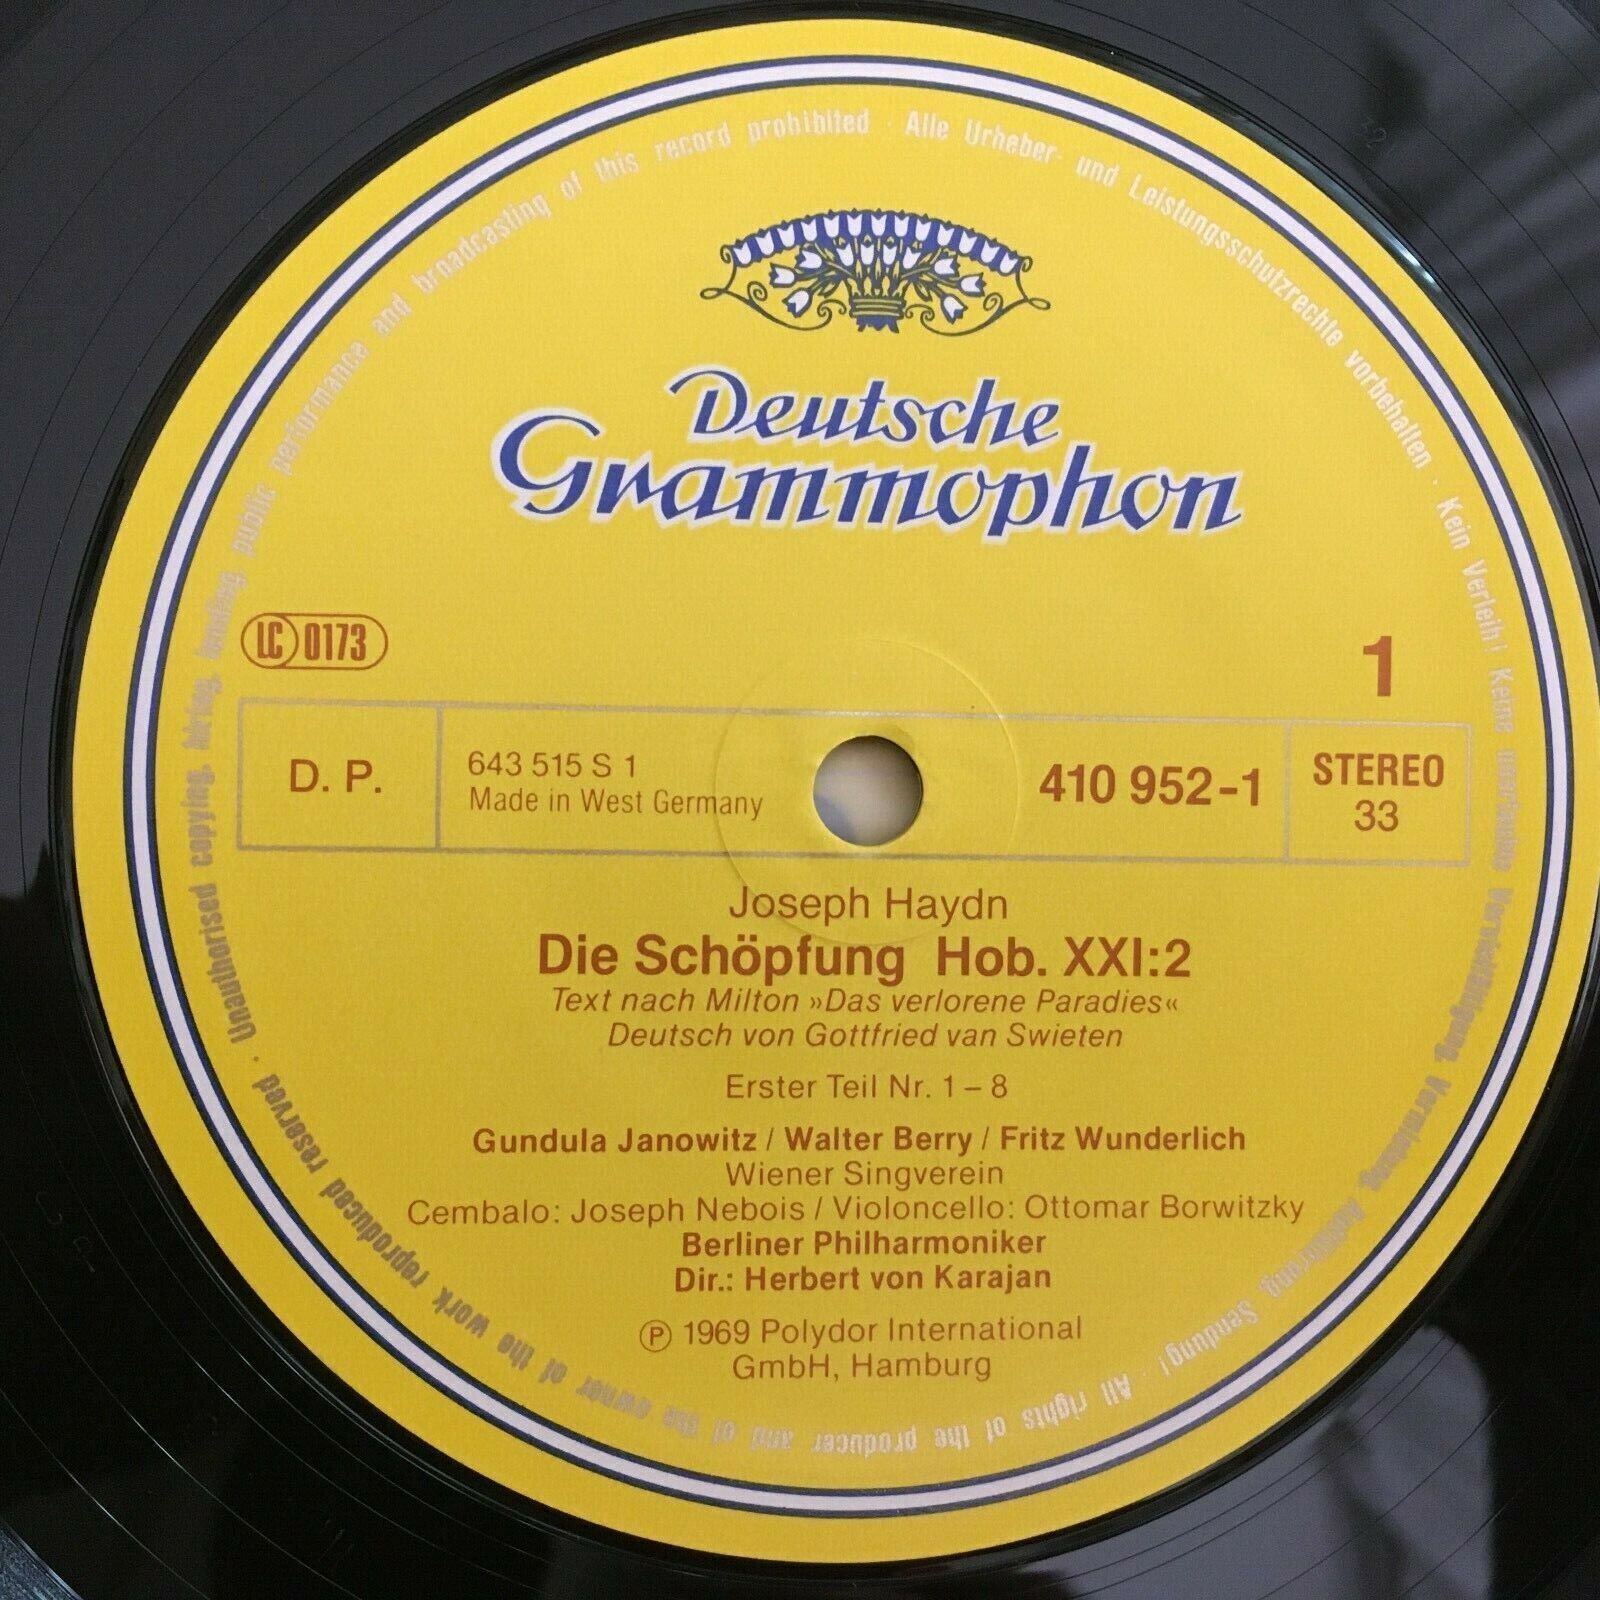 Deutsche
Grammophon
LC 0173
1
D. P.
643 515 S 1
Made in West Germany
410 952-1
STEREO
33
Joseph Haydn
Die Schöpfung Hob. XXI:2
Text nach Milton »Das verlorene Paradies«
Deutsch von Gottfried van Swieten
Erster Teil Nr. 1 – 8
Gundula Janowitz / Walter Berry / Fritz Wunderlich
Wiener Singverein
Cembalo: Joseph Nebois / Violoncello: Ottomar Borwitzky
Berliner Philharmoniker
Dir.: Herbert von Karajan
Ⓟ 1969 Polydor International
GmbH, Hamburg
Alle Urheber- und Leistungsschutzrechte vorbehalten · Kein Verleih! Keine unerlaubte Vermietung, Aufführung, Sendung! · All rights of the producer and of the owner of the work reproduced reserved · Unauthorised copying, hiring, lending, public performance and broadcasting of this record prohibited ·